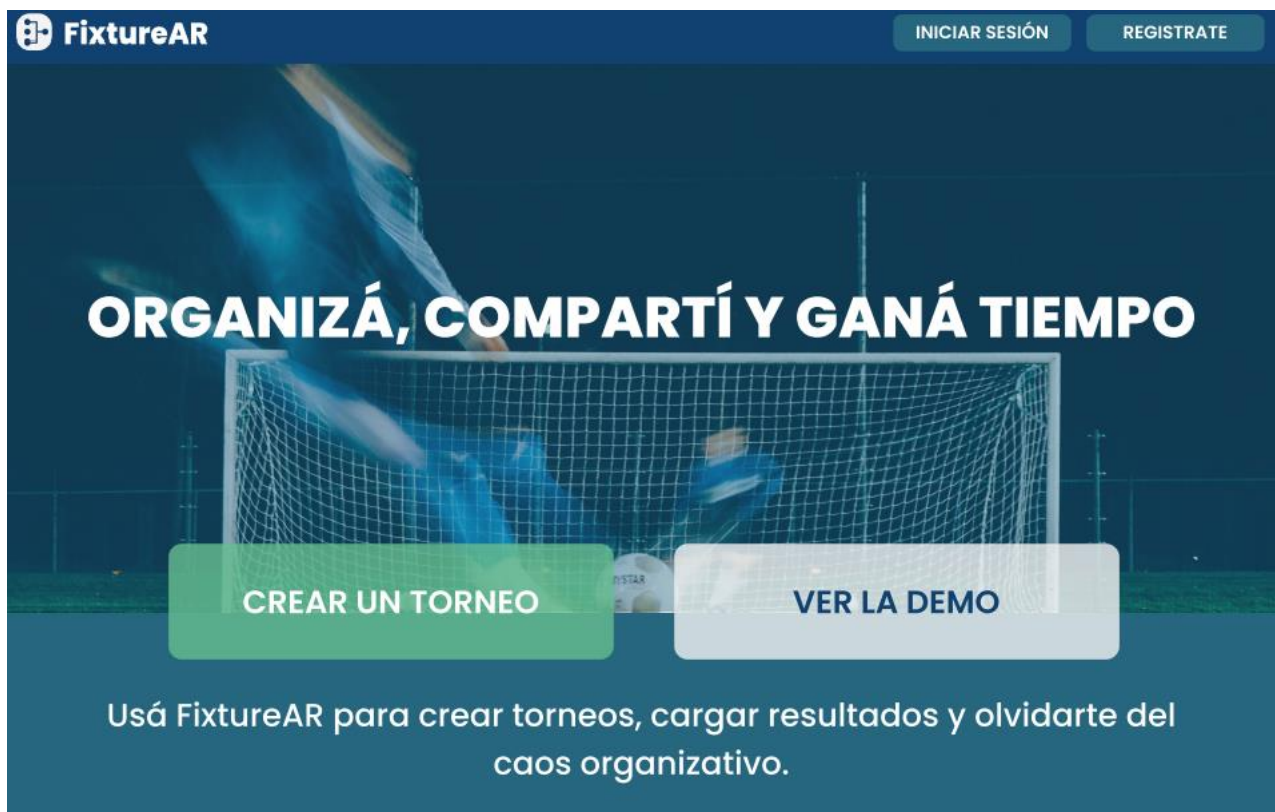 FixtureAR
INICIAR SESIÓN
REGISTRATE
ORGANIZÁ, COMPARTÍ Y GANÁ TIEMPO
CREAR UN TORNEO
VER LA DEMO
Usá FixtureAR para crear torneos, cargar resultados y olvidarte del
caos organizativo.